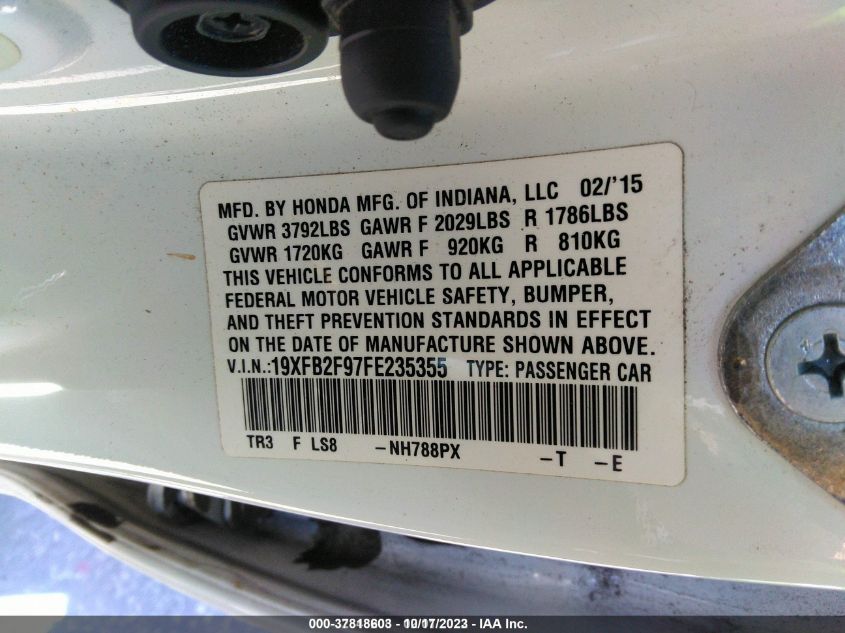 MFD. BY HONDA MFG. OF INDIANA, LLC 02/'15
GVWR 3792LBS GAWR F 2029LBS R 1786LBS
GVWR 1720KG GAWR F 920KG R 810KG
THIS VEHICLE CONFORMS TO ALL APPLICABLE
FEDERAL MOTOR VEHICLE SAFETY, BUMPER,
AND THEFT PREVENTION STANDARDS IN EFFECT
ON THE DATE OF MANUFACTURE SHOWN ABOVE.
V.I.N.:19XFB2F97FE235355 TYPE: PASSENGER CAR
TR3 F LS8 –NH788PX –T –E
000-37818603 - 10/17/2023 - IAA Inc.